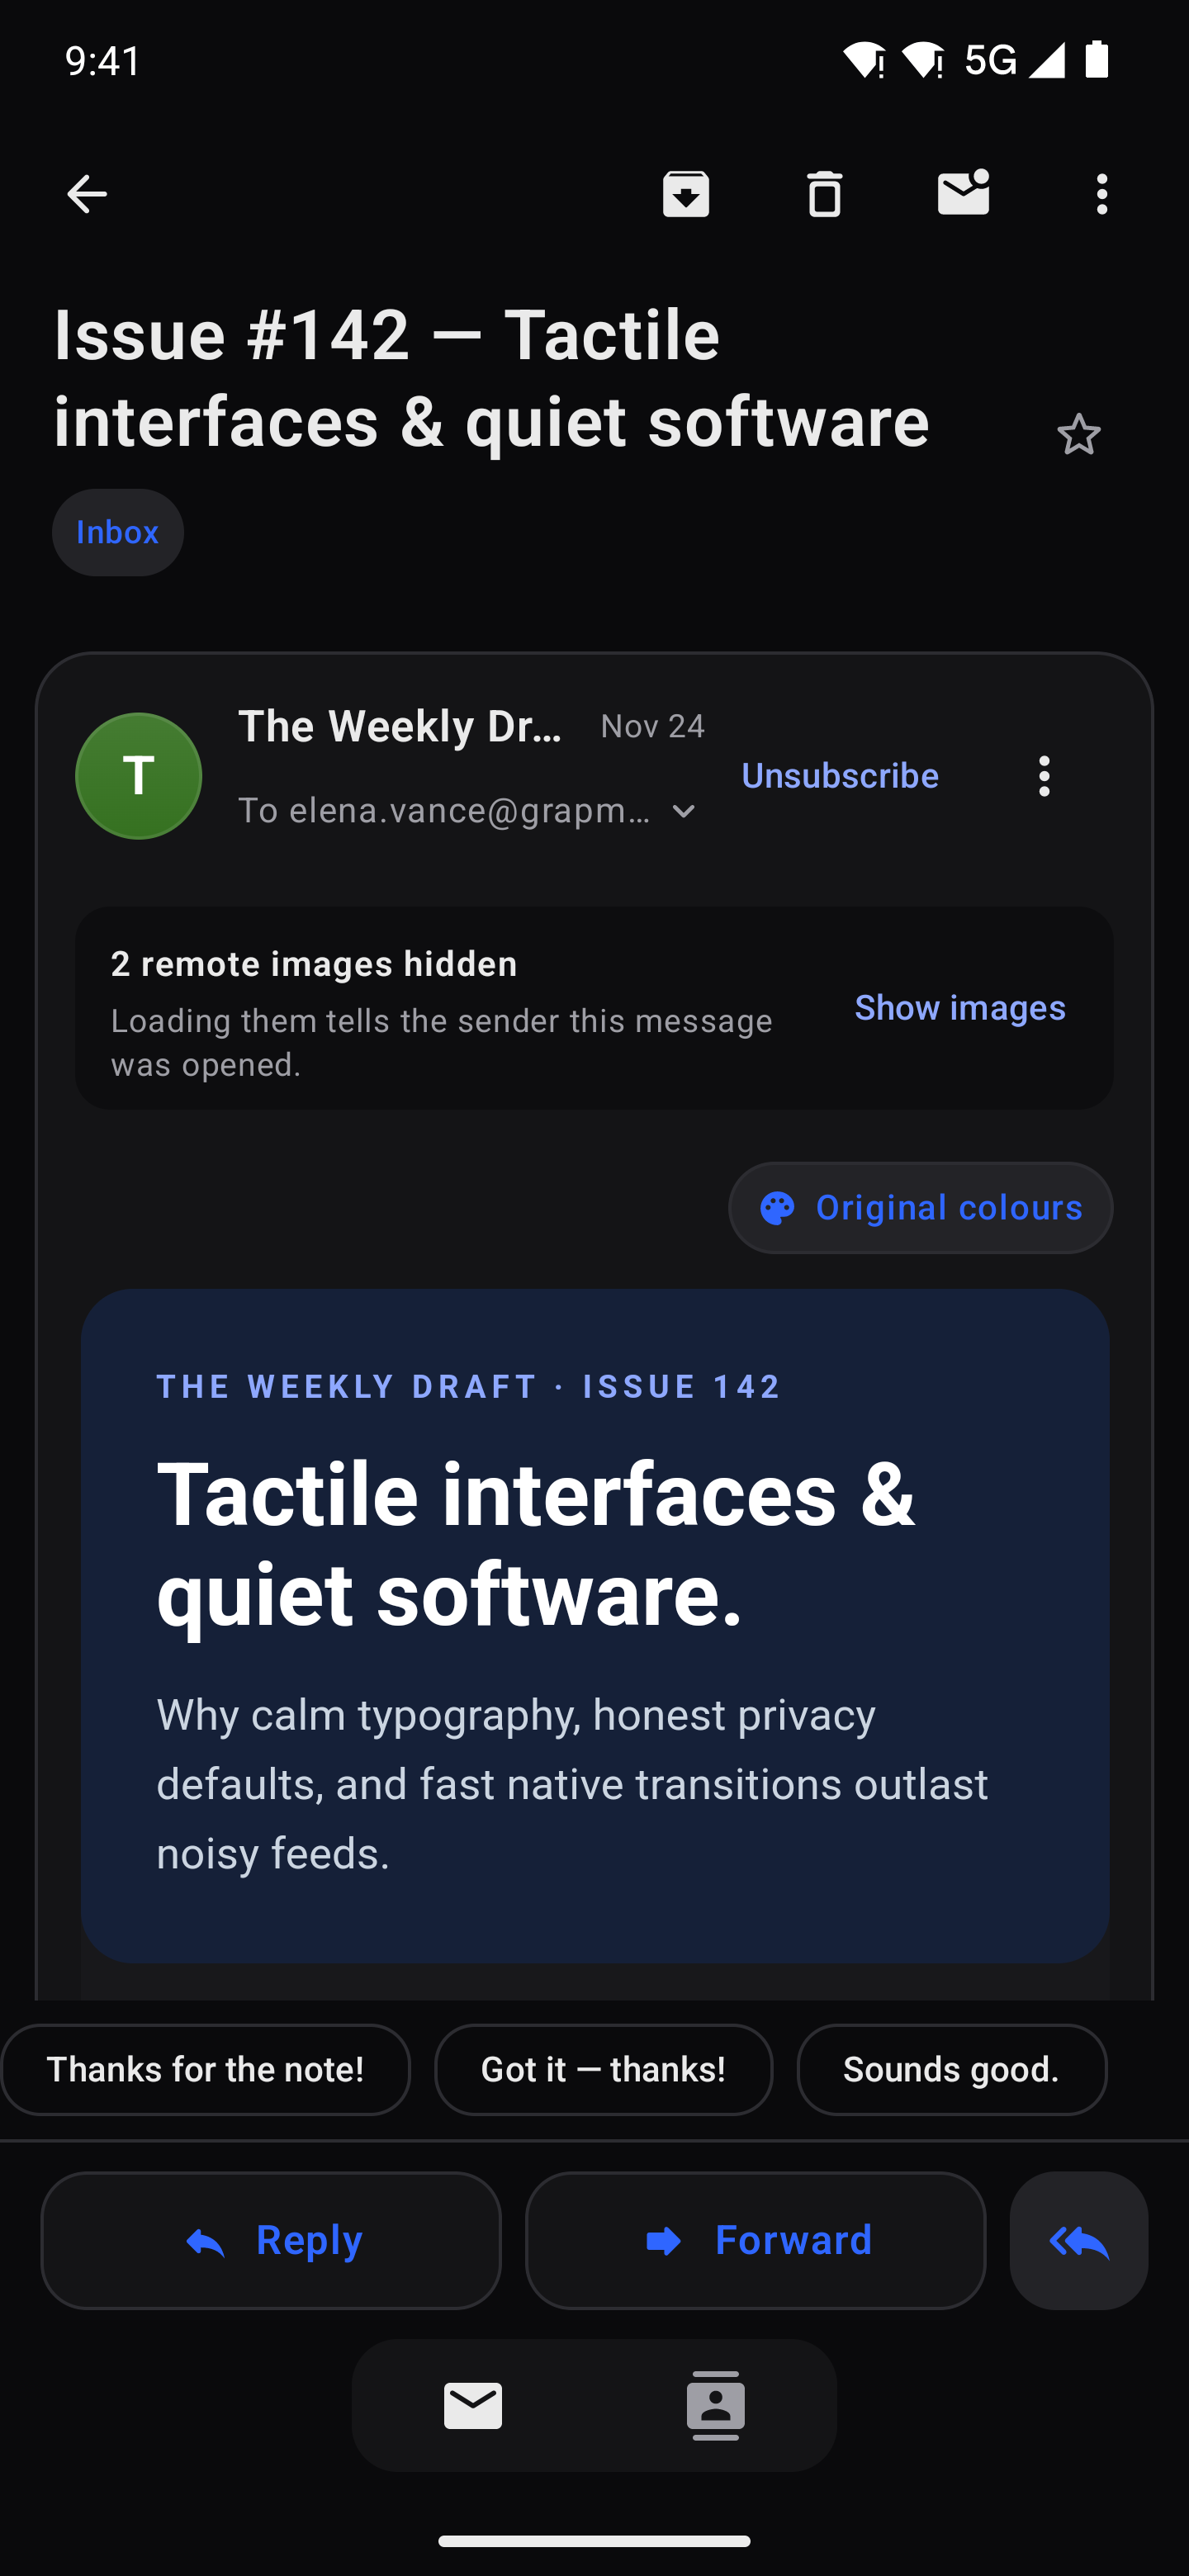 9:41
5G
Issue #142 — Tactile
interfaces & quiet software
Inbox
T
The Weekly Dr...
Nov 24
Unsubscribe
To elena.vance@grapm...
2 remote images hidden
Loading them tells the sender this message
was opened.
Show images
Original colours
THE WEEKLY DRAFT · ISSUE 142
Tactile interfaces &
quiet software.
Why calm typography, honest privacy
defaults, and fast native transitions outlast
noisy feeds.
Thanks for the note!
Got it — thanks!
Sounds good.
Reply
Forward